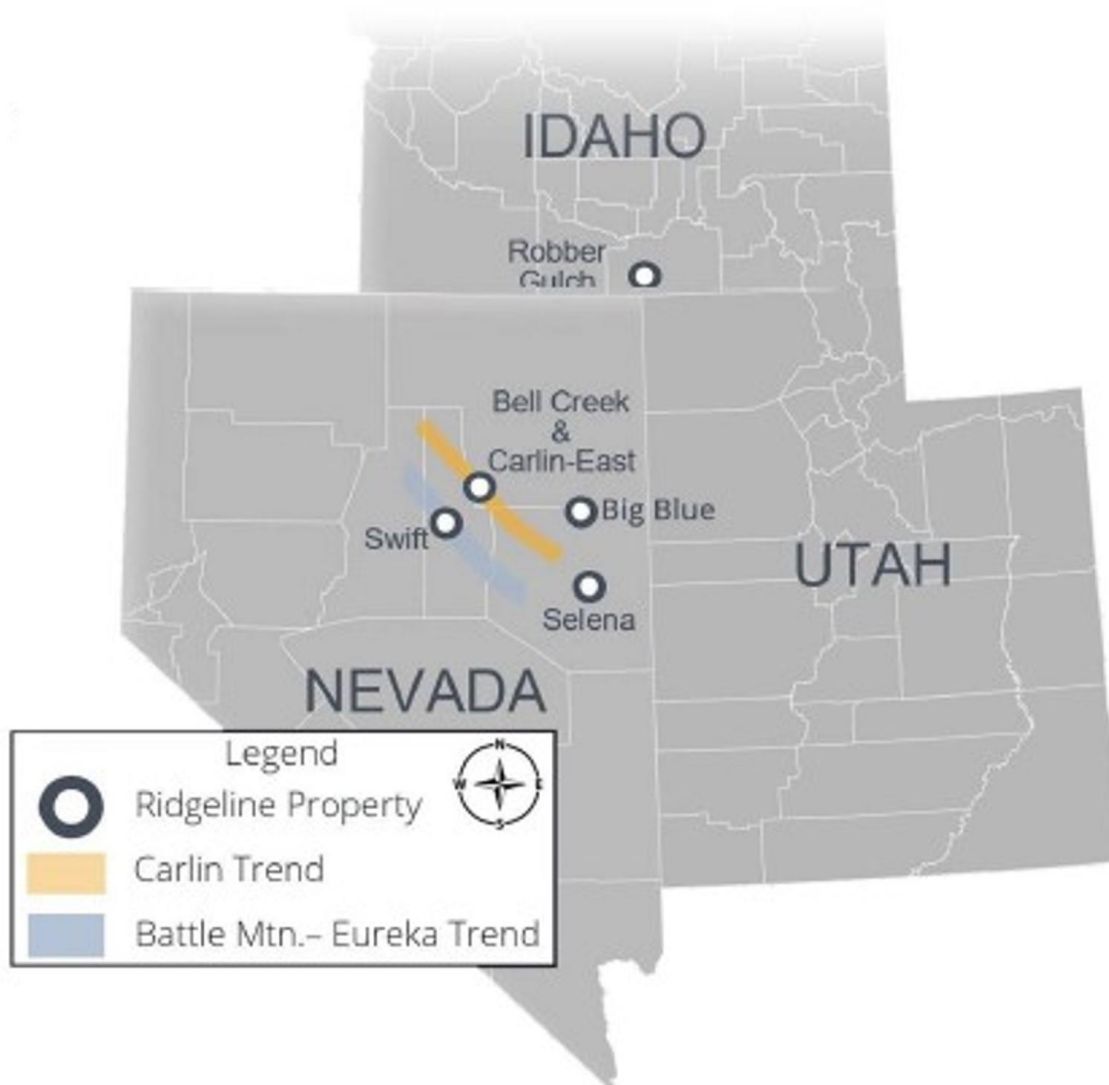 IDAHO
Robber
Gulch
Bell Creek
&
Carlin-East
Big Blue
Swift
Selena
UTAH
NEVADA
Legend
N
W E
S
Ridgeline Property
Carlin Trend
Battle Mtn.– Eureka Trend